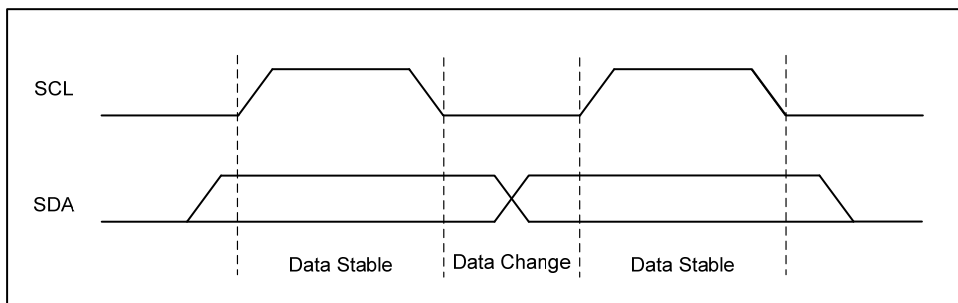 SCL
SDA
Data Stable
Data Change
Data Stable